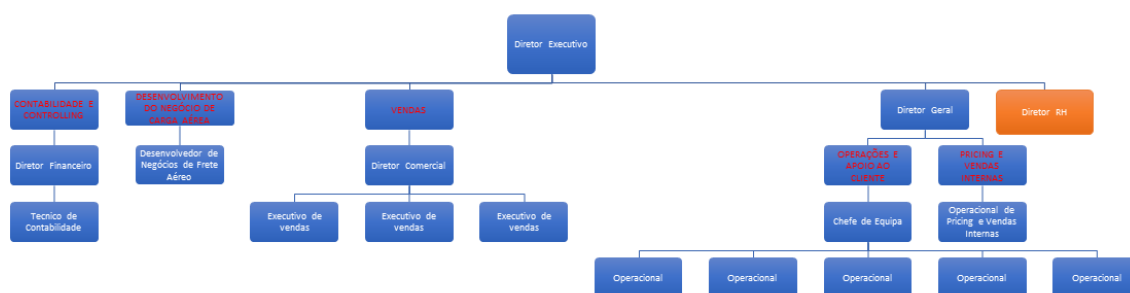 Diretor Executivo
CONTABILIDADE E
CONTROLLING
DESENVOLVIMENTO
DO NEGÓCIO DE
CARGA AÉREA
VENDAS
Diretor Geral
Diretor RH
Diretor Financeiro
Desenvolvedor de
Negócios de Frete
Aéreo
Diretor Comercial
OPERAÇÕES E
APOIO AO
CLIENTE
PRICING E
VENDAS
INTERNAS
Tecnico de
Contabilidade
Executivo de
vendas
Executivo de
vendas
Executivo de
vendas
Chefe de Equipa
Operacional de
Pricing e Vendas
Internas
Operacional
Operacional
Operacional
Operacional
Operacional